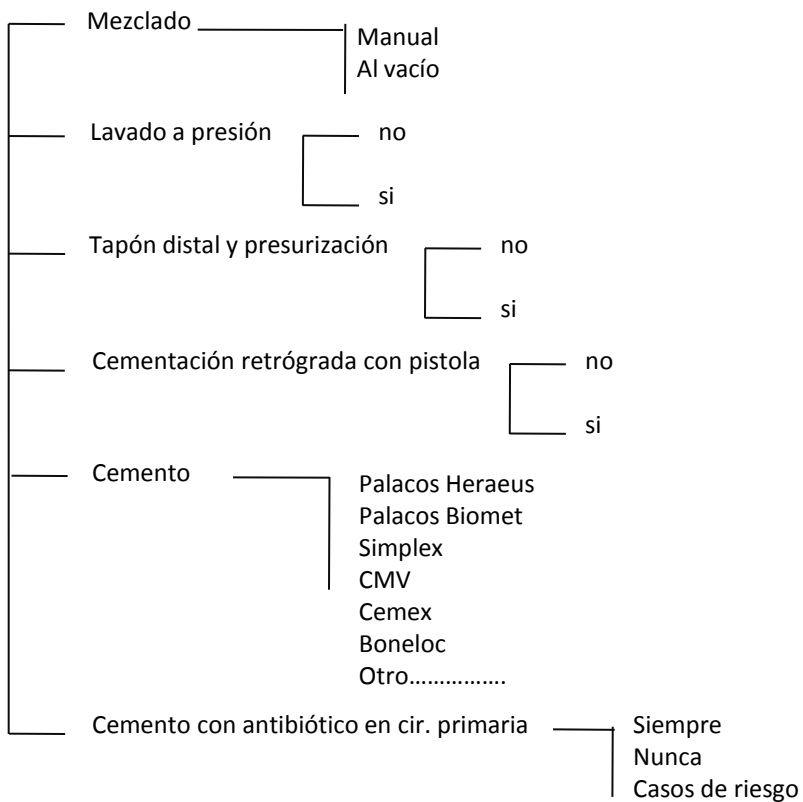 Mezclado
Manual
Al vacío
Lavado a presión
no
si
Tapón distal y presurización
no
si
Cementación retrógrada con pistola
no
si
Cemento
Palacos Heraeus
Palacos Biomet
Simplex
CMV
Cemex
Boneloc
Otro…………….
Cemento con antibiótico en cir. primaria
Siempre
Nunca
Casos de riesgo